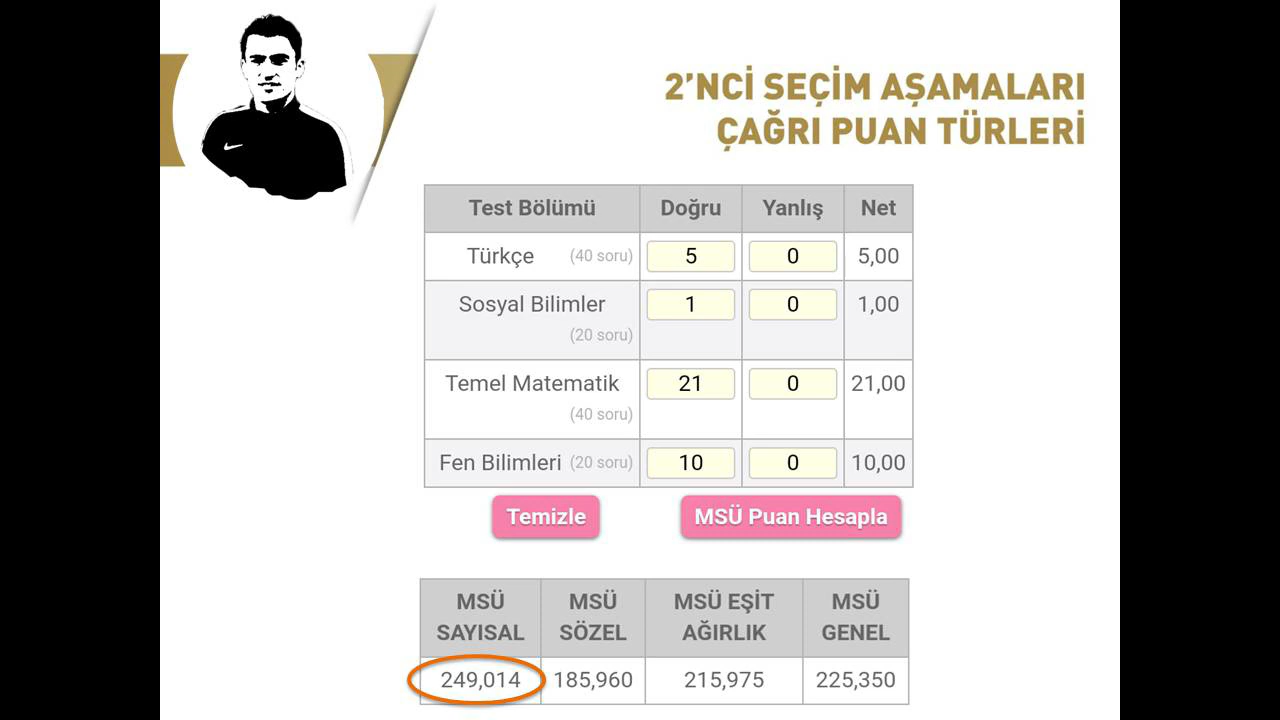 2'NCİ SEÇİM AŞAMALARI
ÇAĞRI PUAN TÜRLERİ
Test Bölümü Doğru Yanlış Net
Türkçe (40 soru) 5 0 5,00
Sosyal Bilimler 1 0 1,00
(20 soru)
Temel Matematik 21 0 21,00
(40 soru)
Fen Bilimleri (20 soru) 10 0 10,00
Temizle MSÜ Puan Hesapla
MSÜ MSÜ MSÜ EŞİT MSÜ
SAYISAL SÖZEL AĞIRLIK GENEL
249,014 185,960 215,975 225,350